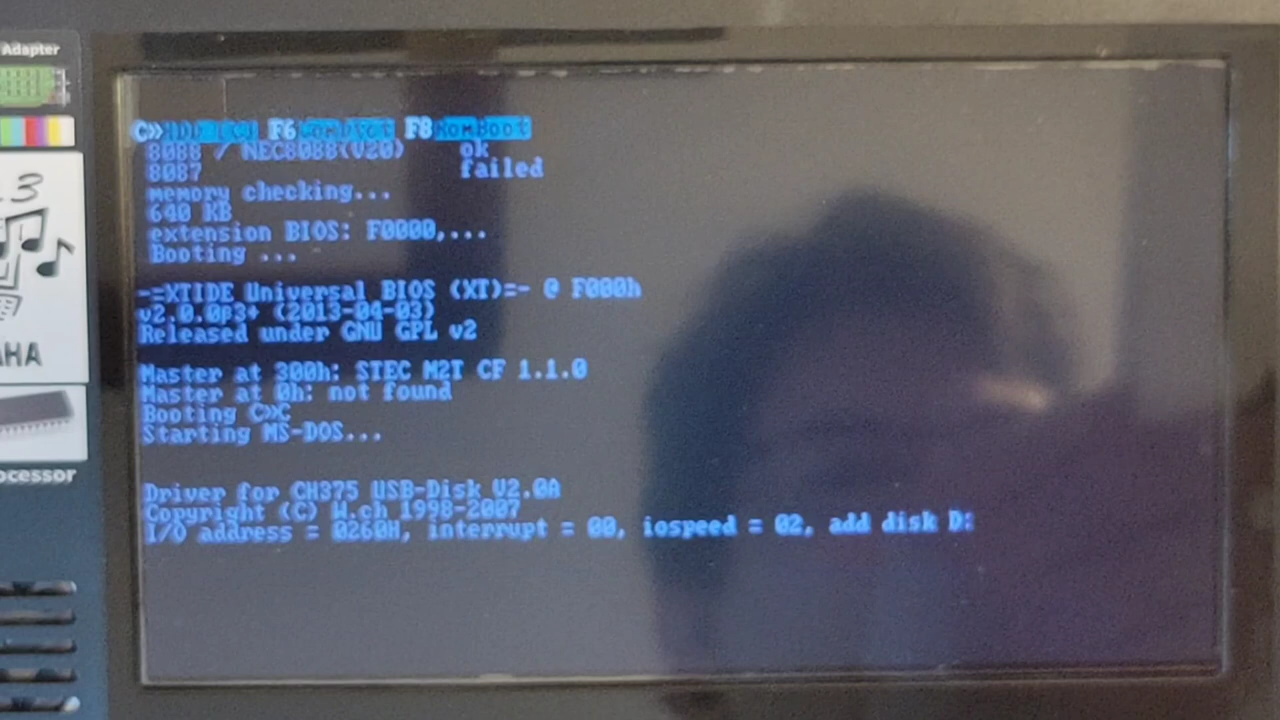 Adapter
C»HDD F6 F8RomBoot
8088 / NEC8088(V20) ok
8087 failed
memory checking...
640 KB
extension BIOS: F0000,...
Booting ...
-=XTIDE Universal BIOS (XT)=- @ F000h
v2.0.0β3+ (2013-04-03)
Released under GNU GPL v2
Master at 300h: STEC M2T CF 1.1.0
Master at 0h: not found
Booting C»C
Starting MS-DOS...
Driver for CH375 USB-Disk V2.0A
Copyright (C) W.ch 1998-2007
I/O address = 0260H, interrupt = 00, iospeed = 02, add disk D:
.3
AHA
ocessor